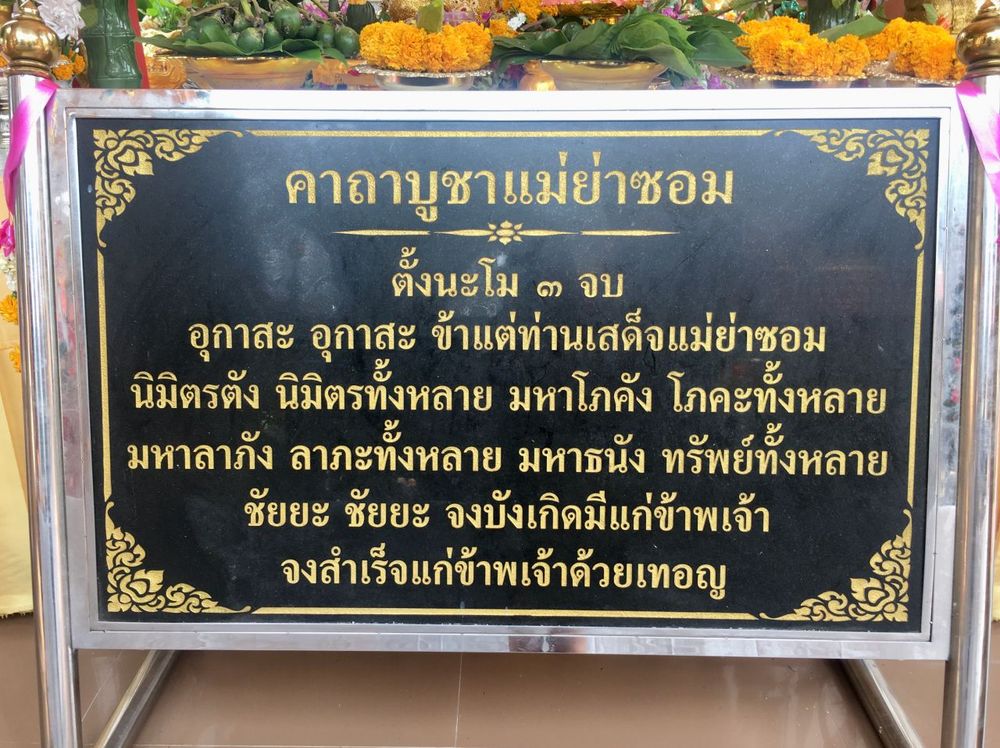 คาถาบูชาแม่ย่าซอม
ตั้งนะโม ๓ จบ
อุกาสะ อุกาสะ ข้าแต่ท่านเสด็จแม่ย่าซอม
นิมิตรตัง นิมิตรทั้งหลาย มหาโภคัง โภคะทั้งหลาย
มหาลาภัง ลาภะทั้งหลาย มหาธนัง ทรัพย์ทั้งหลาย
ชัยยะ ชัยยะ จงบังเกิดมีแก่ข้าพเจ้า
จงสำเร็จแก่ข้าพเจ้าด้วยเทอญ